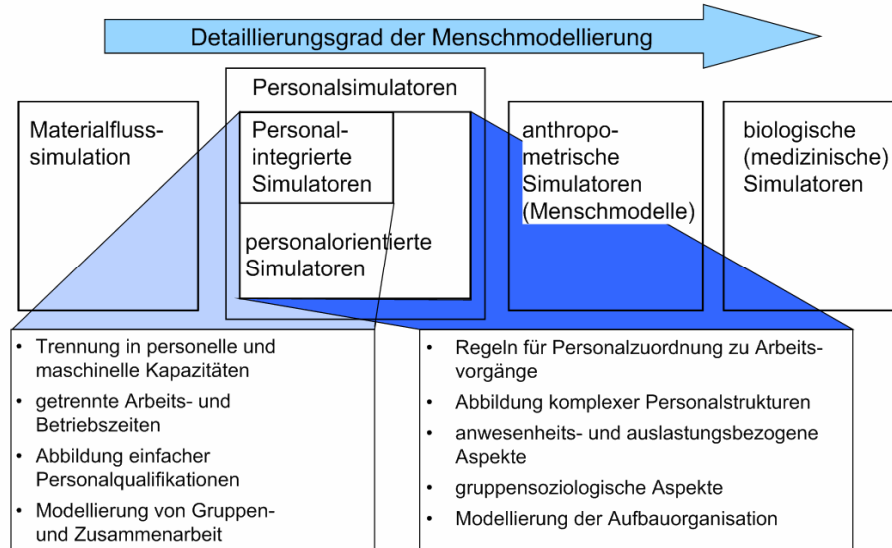 Detaillierungsgrad der Menschmodellierung
Personalsimulatoren
Materialfluss-
simulation
Personal-
integrierte
Simulatoren
personalorientierte
Simulatoren
anthropo-
metrische
Simulatoren
(Menschmodelle)
biologische
(medizinische)
Simulatoren
• Trennung in personelle und
maschinelle Kapazitäten
• getrennte Arbeits- und
Betriebszeiten
• Abbildung einfacher
Personalqualifikationen
• Modellierung von Gruppen-
und Zusammenarbeit
• Regeln für Personalzuordnung zu Arbeits-
vorgänge
• Abbildung komplexer Personalstrukturen
• anwesenheits- und auslastungsbezogene
Aspekte
• gruppensoziologische Aspekte
• Modellierung der Aufbauorganisation